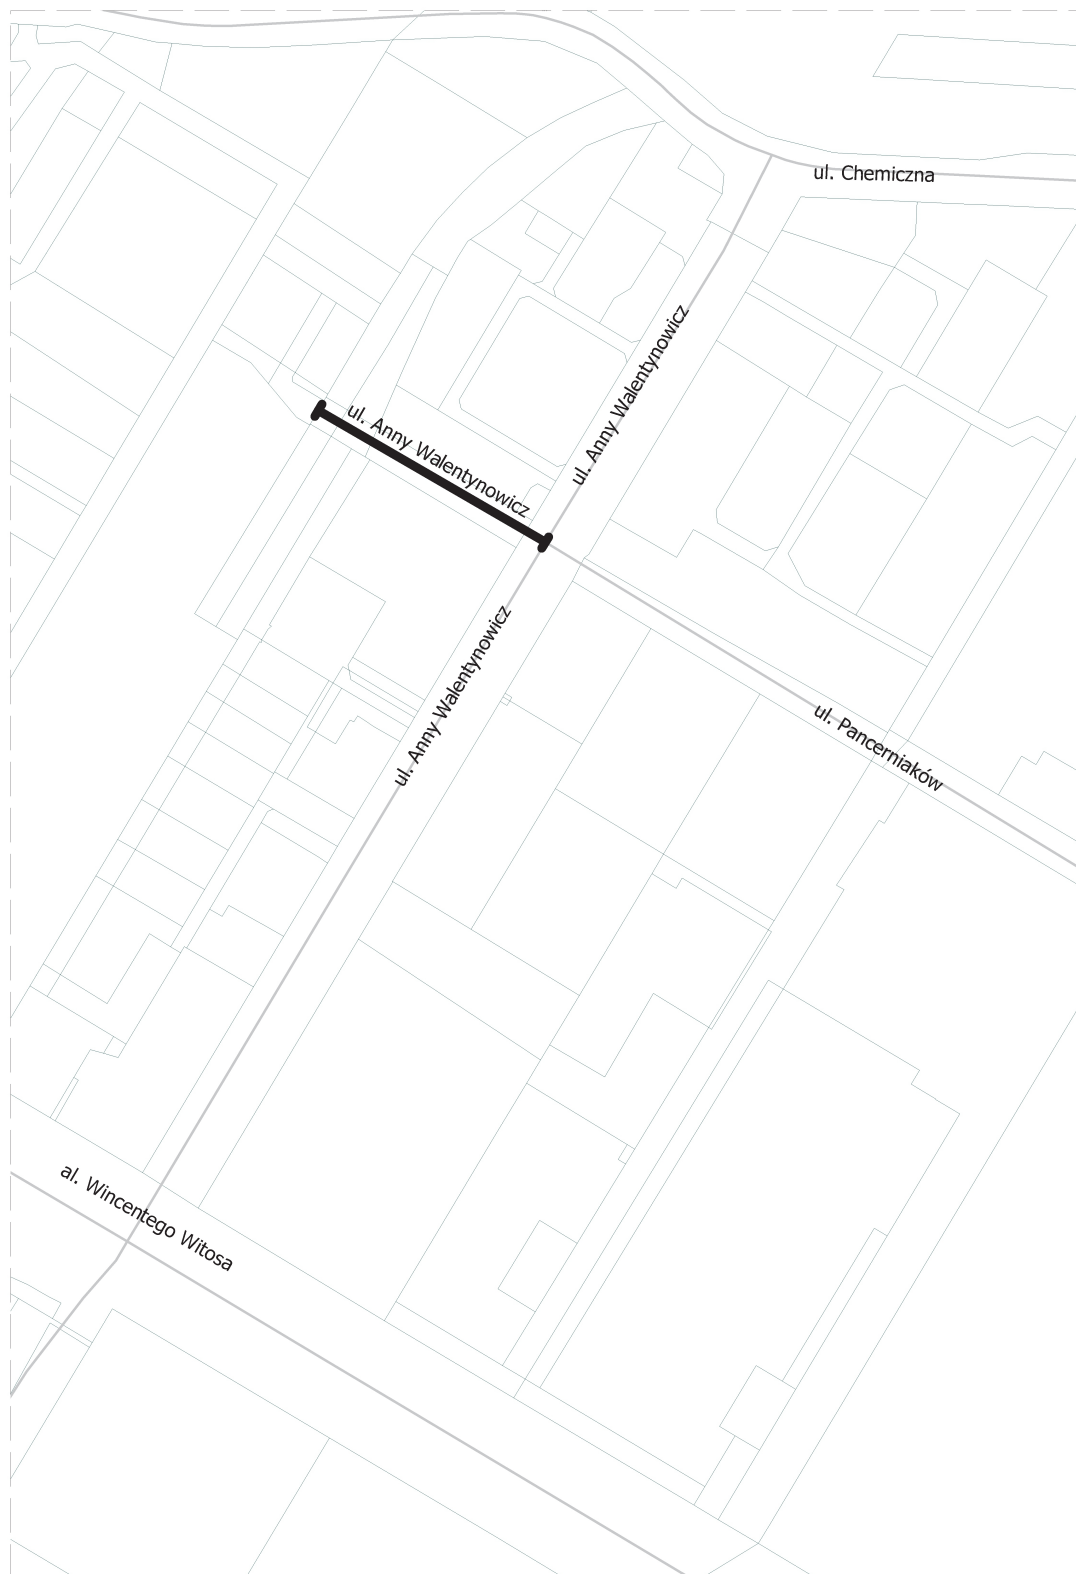 ul. Chemiczna
ul. Anny Walentynowicz
ul. Anny Walentynowicz
ul. Anny Walentynowicz
ul. Pancerniaków
al. Wincentego Witosa